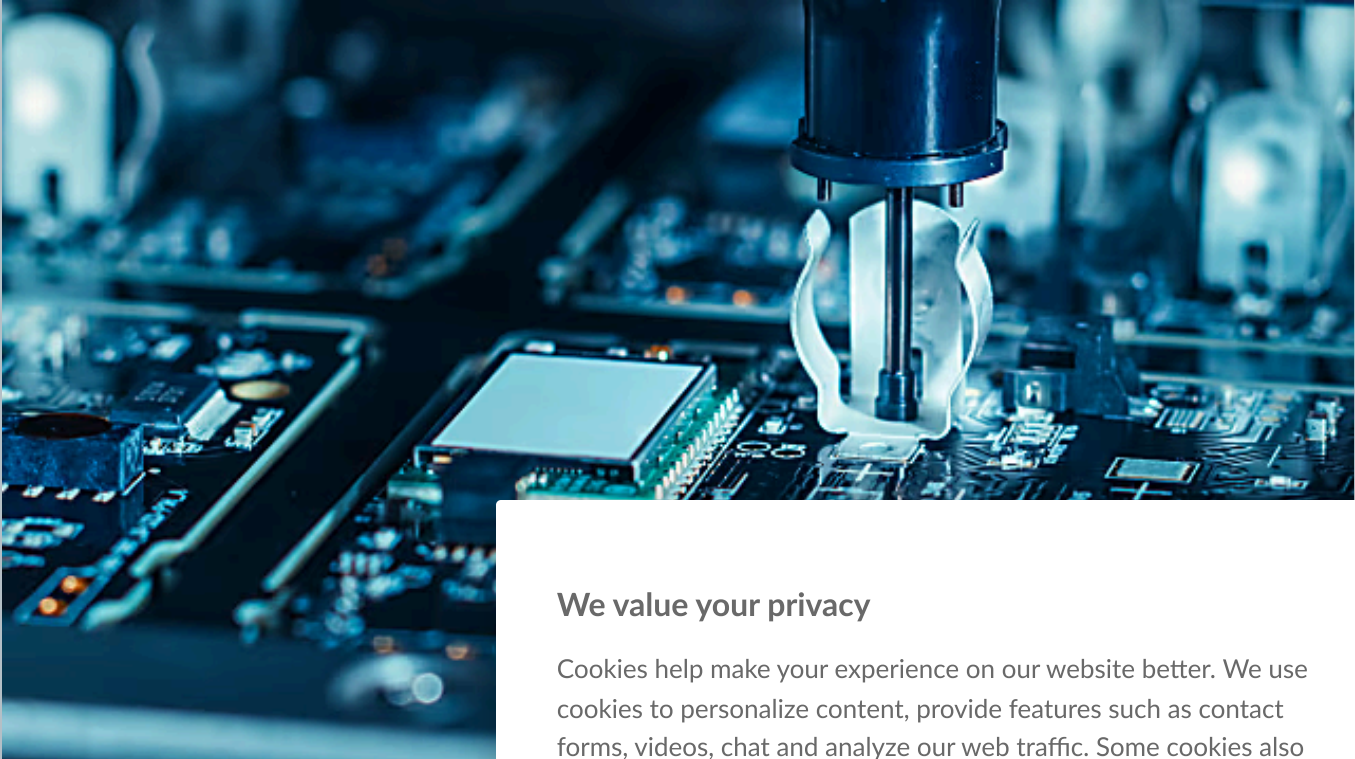 We value your privacy
Cookies help make your experience on our website better. We use
cookies to personalize content, provide features such as contact
forms, videos, chat and analyze our web traffic. Some cookies also